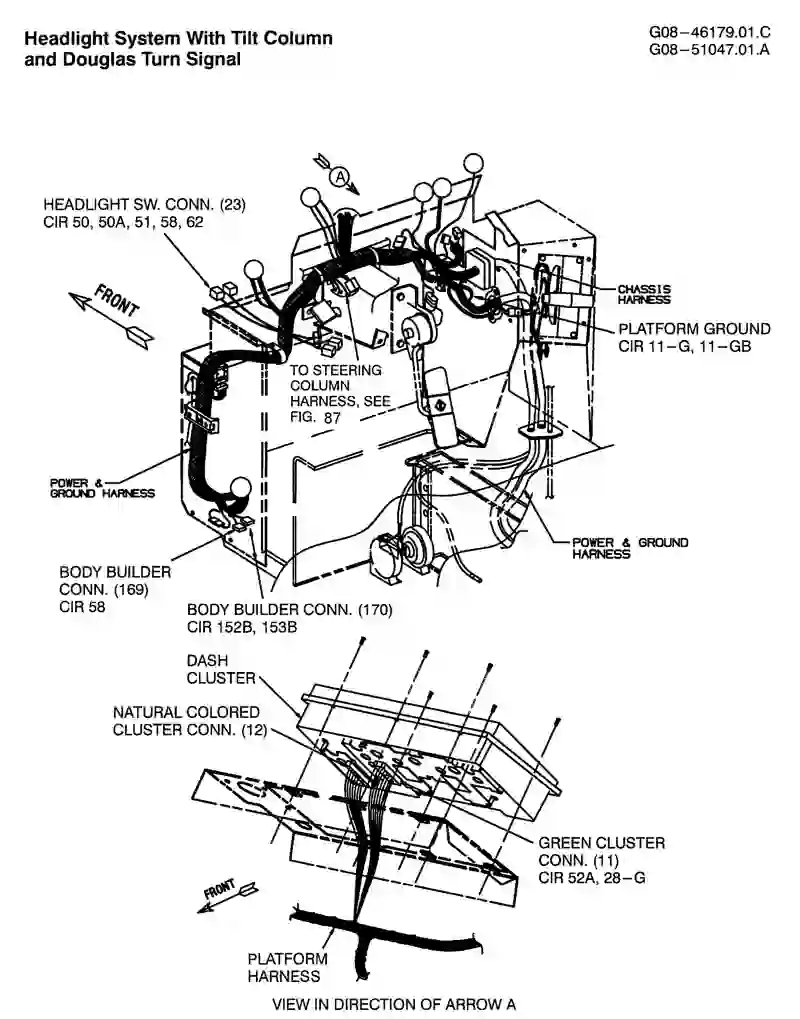 Headlight System With Tilt Column
and Douglas Turn Signal
G08-46179.01.C
G08-51047.01.A
A
HEADLIGHT SW. CONN. (23)
CIR 50, 50A, 51, 58, 62
FRONT
CHASSIS
HARNESS
PLATFORM GROUND
CIR 11-G, 11-GB
TO STEERING
COLUMN
HARNESS, SEE
FIG. 87
POWER &
GROUND HARNESS
POWER & GROUND
HARNESS
BODY BUILDER
CONN. (169)
CIR 58
BODY BUILDER CONN. (170)
CIR 152B, 153B
DASH
CLUSTER
NATURAL COLORED
CLUSTER CONN. (12)
GREEN CLUSTER
CONN. (11)
CIR 52A, 28-G
FRONT
PLATFORM
HARNESS
VIEW IN DIRECTION OF ARROW A